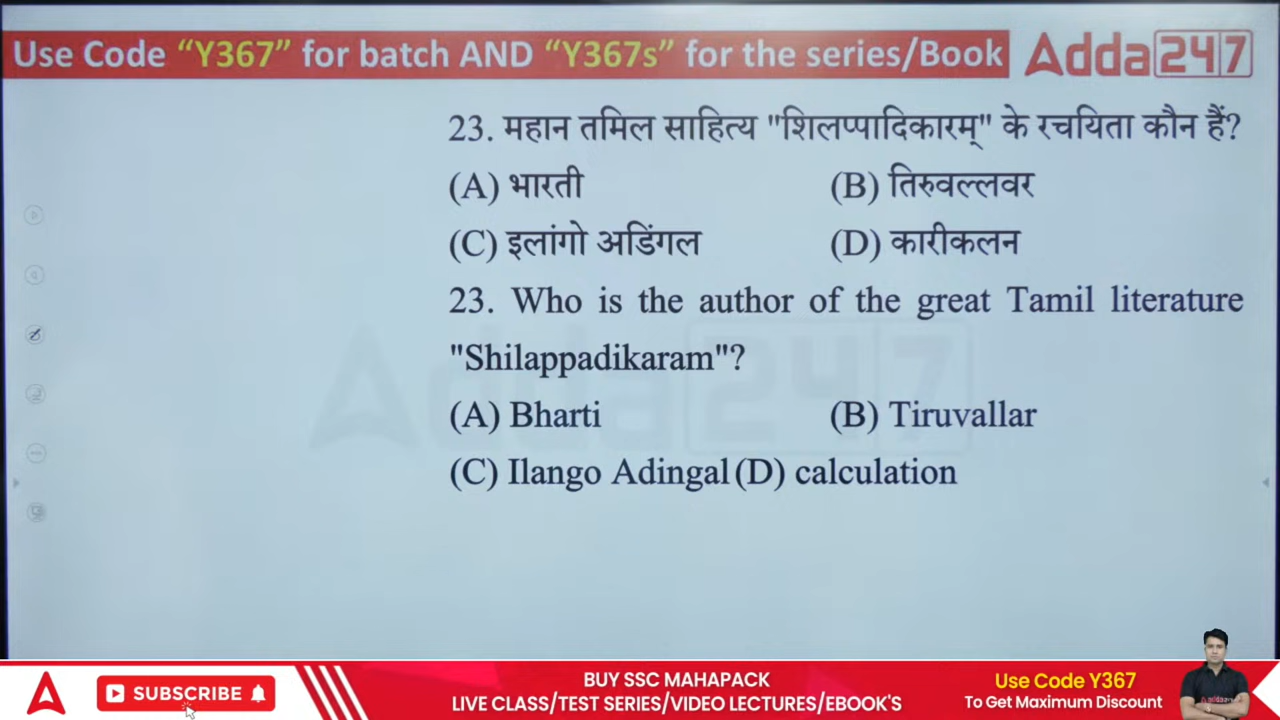 Use Code “Y367” for batch AND “Y367s” for the series/Book Adda247
23. महान तमिल साहित्य "शिलप्पादिकारम्" के रचयिता कौन हैं?
(A) भारती (B) तिरुवल्लवर
(C) इलांगो अडिंगल (D) कारीकलन
23. Who is the author of the great Tamil literature
"Shilappadikaram"?
(A) Bharti (B) Tiruvallar
(C) Ilango Adingal (D) calculation
Adda247
SUBSCRIBE
BUY SSC MAHAPACK
LIVE CLASS/TEST SERIES/VIDEO LECTURES/EBOOK'S
Use Code Y367
To Get Maximum Discount